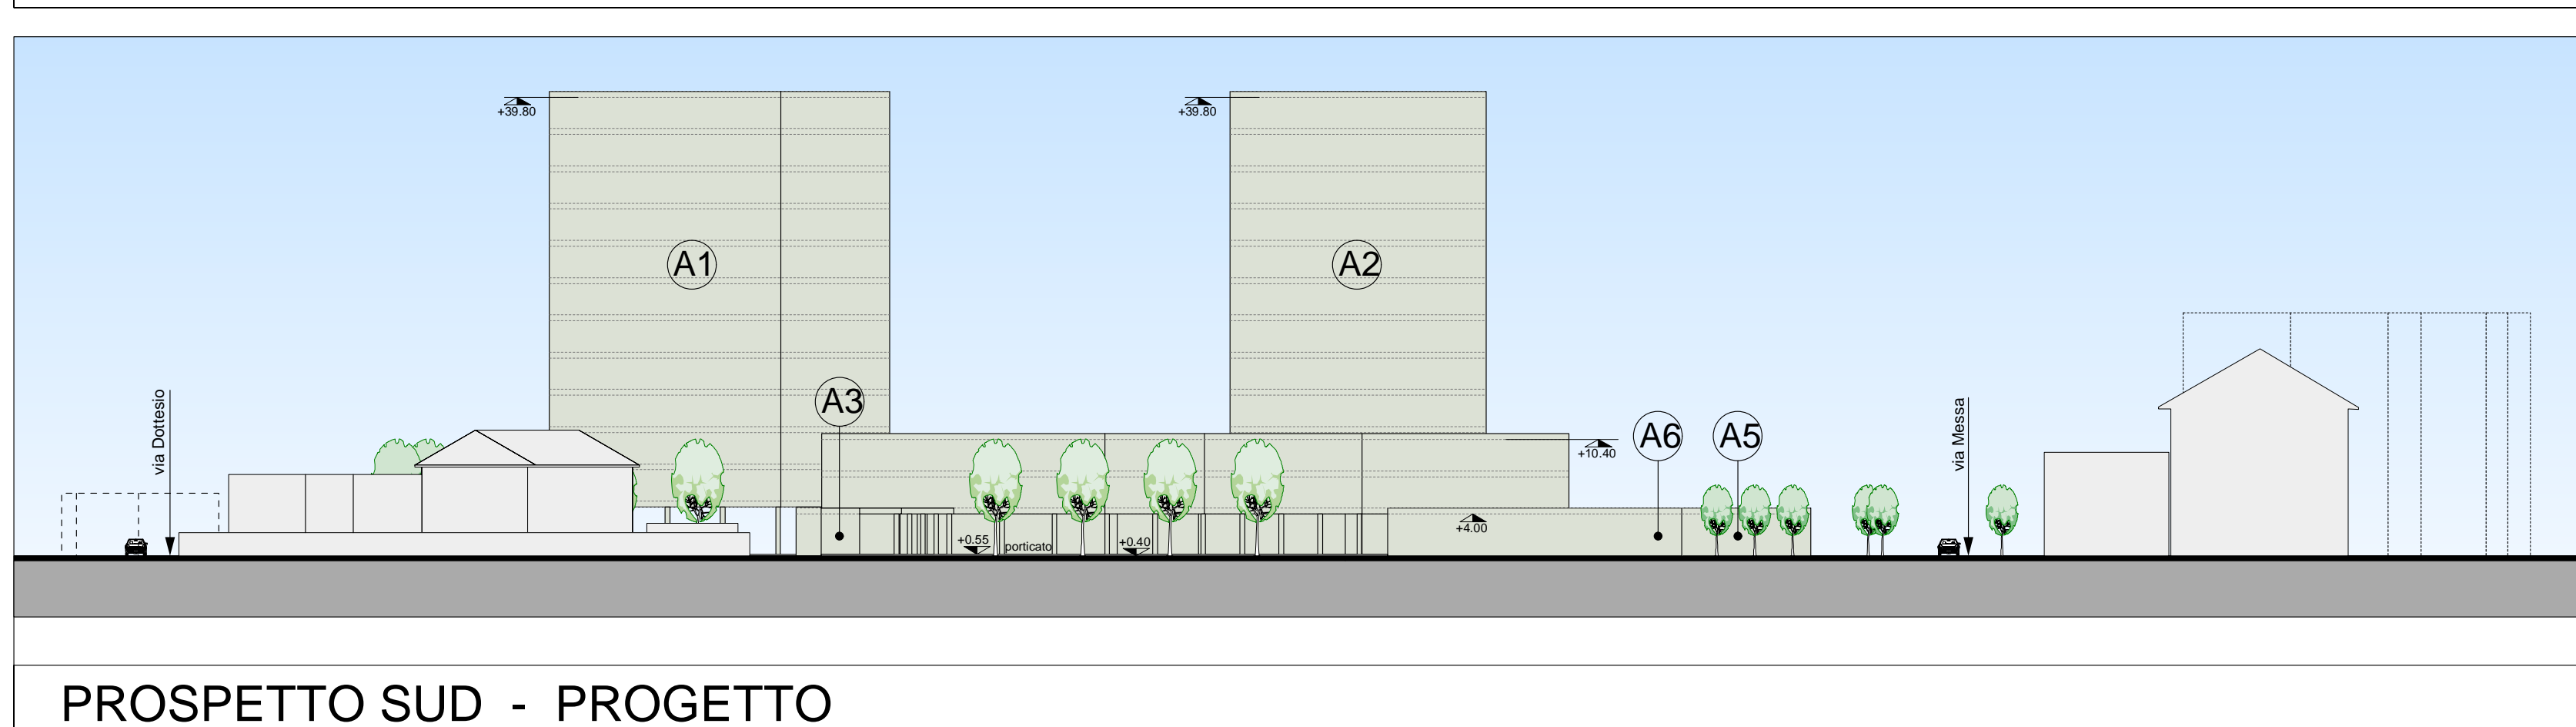 +39.80
+39.80
A1
A2
A3
via Dottesio
via Messa
A6
A5
+10.40
+4.00
+0.55
porticato
+0.40
PROSPETTO SUD - PROGETTO